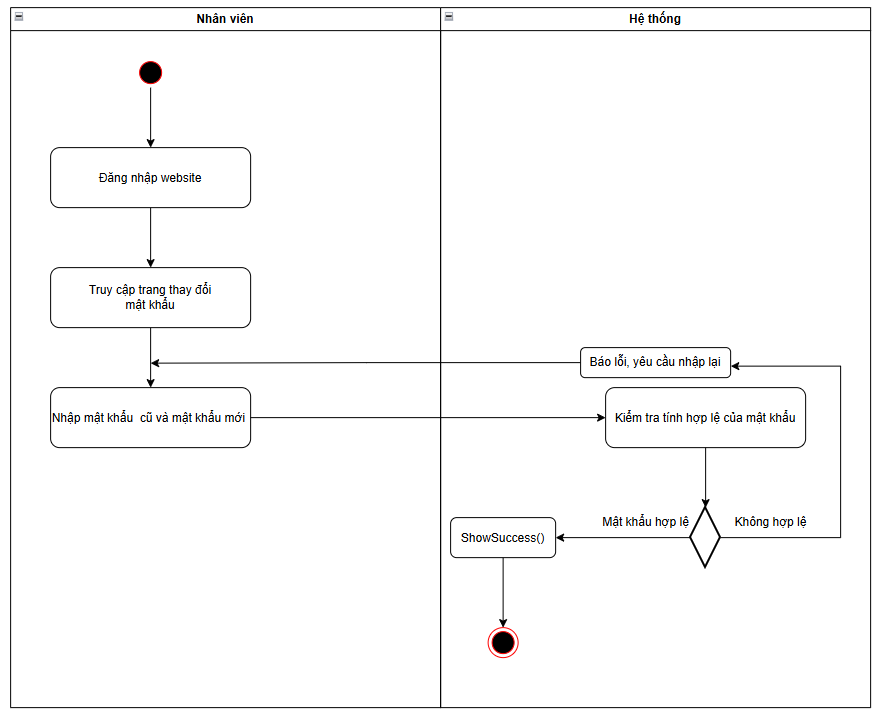 Nhân viên
Hệ thống
Đăng nhập website
Truy cập trang thay đổi
mật khẩu
Báo lỗi, yêu cầu nhập lại
Nhập mật khẩu cũ và mật khẩu mới
Kiểm tra tính hợp lệ của mật khẩu
Mật khẩu hợp lệ
Không hợp lệ
ShowSuccess()